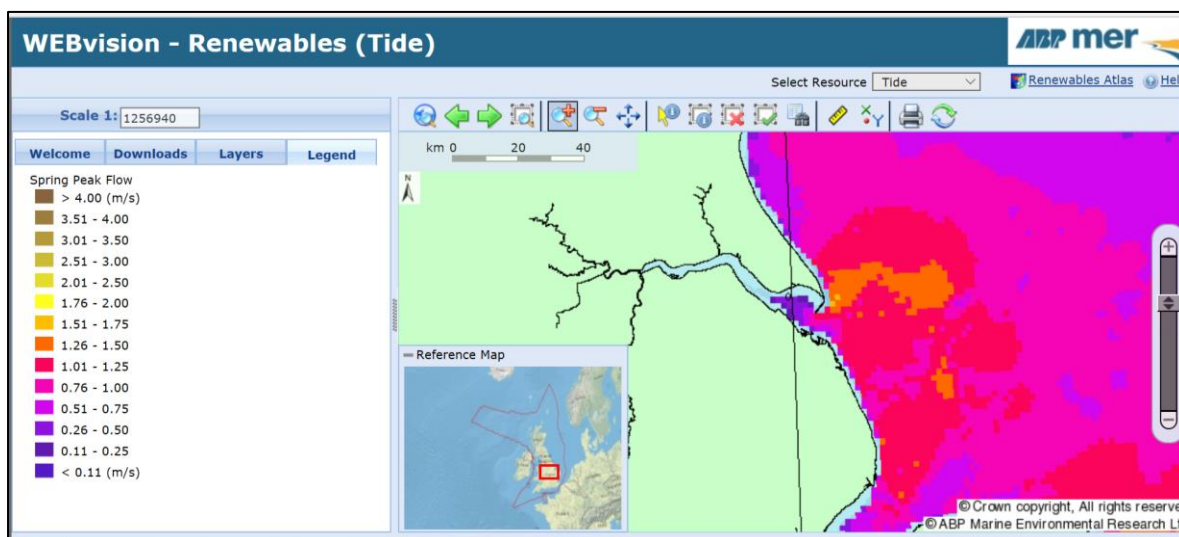 WEBvision - Renewables (Tide)
ABP mer
Select Resource Tide
Renewables Atlas
Hel
Scale 1: 1256940
Welcome Downloads Layers Legend
Spring Peak Flow
> 4.00 (m/s)
3.51 - 4.00
3.01 - 3.50
2.51 - 3.00
2.01 - 2.50
1.76 - 2.00
1.51 - 1.75
1.26 - 1.50
1.01 - 1.25
0.76 - 1.00
0.51 - 0.75
0.26 - 0.50
0.11 - 0.25
< 0.11 (m/s)
km 0 20 40
N
Reference Map
© Crown copyright, All rights reserve
© ABP Marine Environmental Research Lt